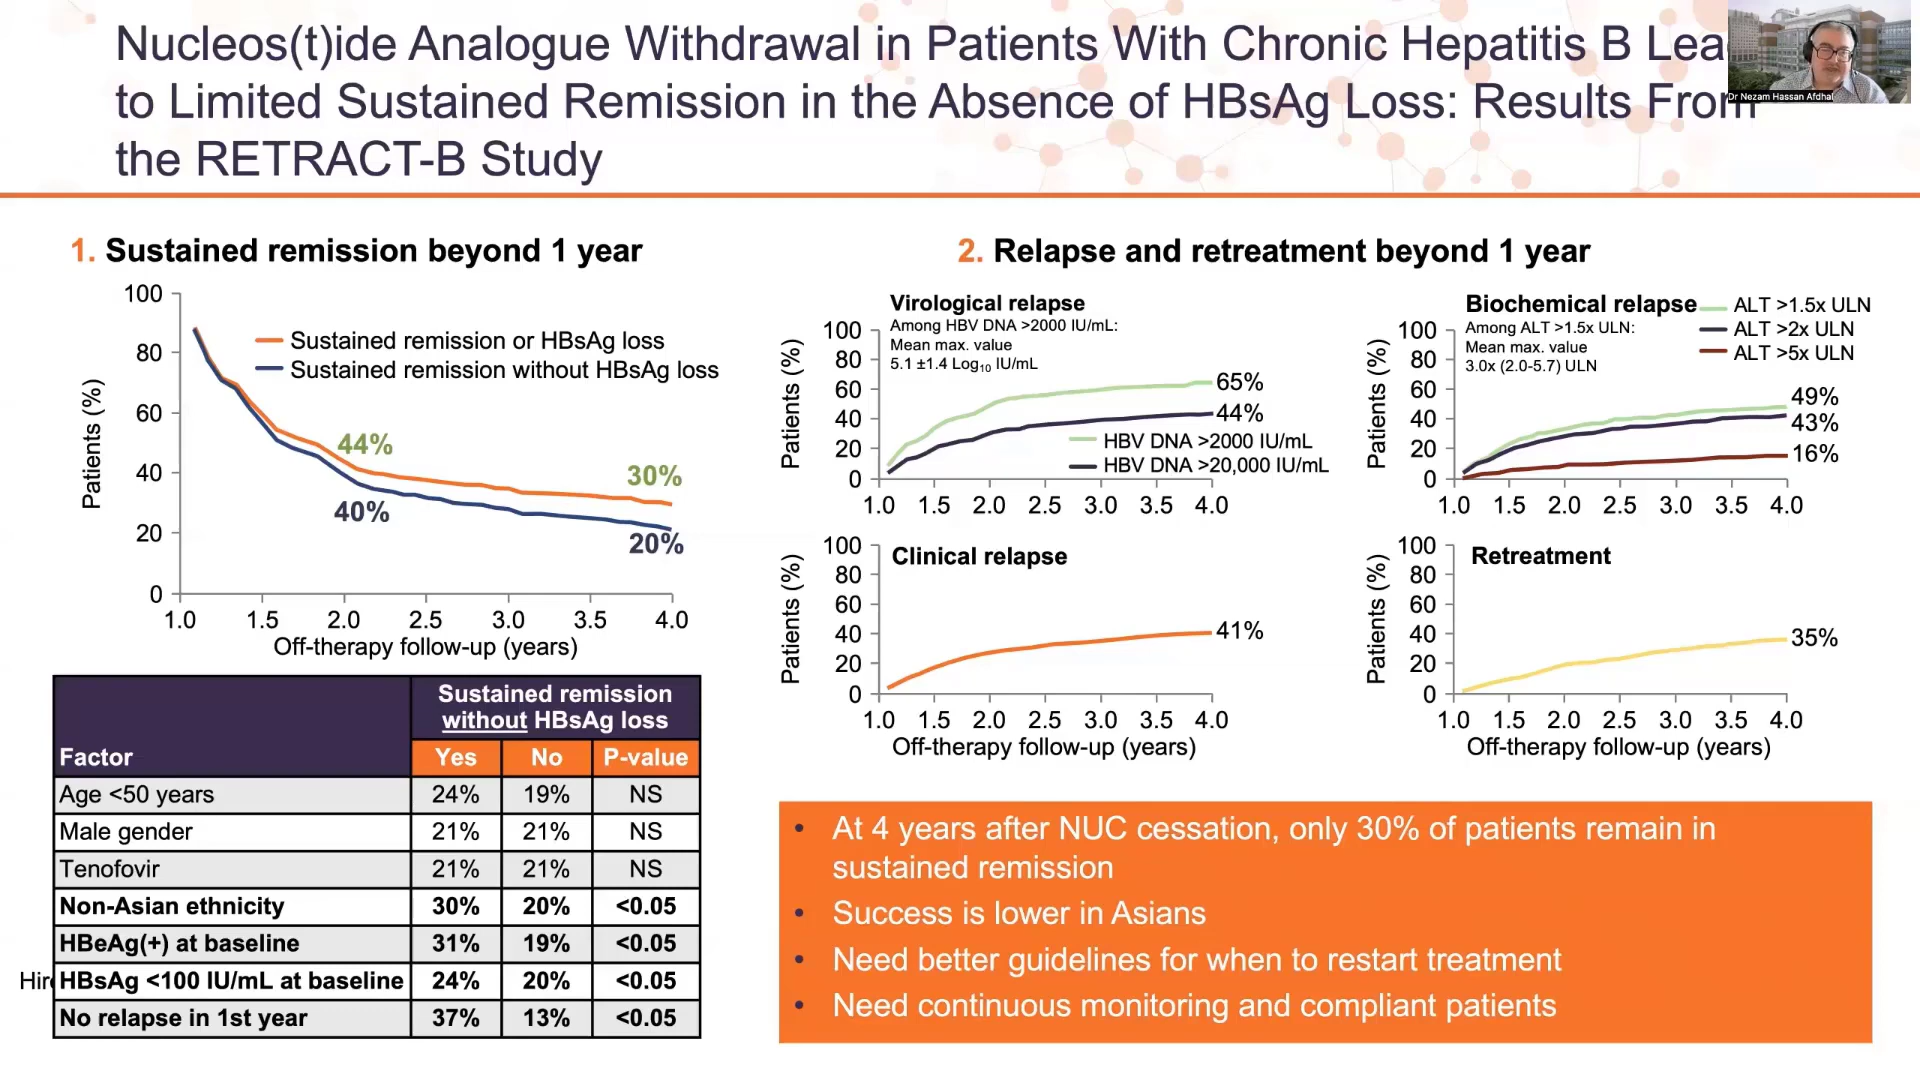 Nucleos(t)ide Analogue Withdrawal in Patients With Chronic Hepatitis B Lea
to Limited Sustained Remission in the Absence of HBsAg Loss: Results From
the RETRACT-B Study
Dr Nezam Hassan Afdhal
1. Sustained remission beyond 1 year
100
80
60
40
20
0
Patients (%)
Sustained remission or HBsAg loss
Sustained remission without HBsAg loss
44%
40%
30%
20%
1.0 1.5 2.0 2.5 3.0 3.5 4.0
Off-therapy follow-up (years)
Factor
Sustained remission
without HBsAg loss
Yes No P-value
Age <50 years 24% 19% NS
Male gender 21% 21% NS
Tenofovir 21% 21% NS
Non-Asian ethnicity 30% 20% <0.05
HBeAg(+) at baseline 31% 19% <0.05
HBsAg <100 IU/mL at baseline 24% 20% <0.05
No relapse in 1st year 37% 13% <0.05
2. Relapse and retreatment beyond 1 year
Virological relapse
Among HBV DNA >2000 IU/mL:
Mean max. value
5.1 ±1.4 Log10 IU/mL
100
80
60
40
20
0
Patients (%)
65%
44%
HBV DNA >2000 IU/mL
HBV DNA >20,000 IU/mL
1.0 1.5 2.0 2.5 3.0 3.5 4.0
Biochemical relapse
Among ALT >1.5x ULN:
Mean max. value
3.0x (2.0-5.7) ULN
ALT >1.5x ULN
ALT >2x ULN
ALT >5x ULN
100
80
60
40
20
0
Patients (%)
49%
43%
16%
1.0 1.5 2.0 2.5 3.0 3.5 4.0
Clinical relapse
100
80
60
40
20
0
Patients (%)
41%
1.0 1.5 2.0 2.5 3.0 3.5 4.0
Off-therapy follow-up (years)
Retreatment
100
80
60
40
20
0
Patients (%)
35%
1.0 1.5 2.0 2.5 3.0 3.5 4.0
Off-therapy follow-up (years)
• At 4 years after NUC cessation, only 30% of patients remain in
sustained remission
• Success is lower in Asians
• Need better guidelines for when to restart treatment
• Need continuous monitoring and compliant patients